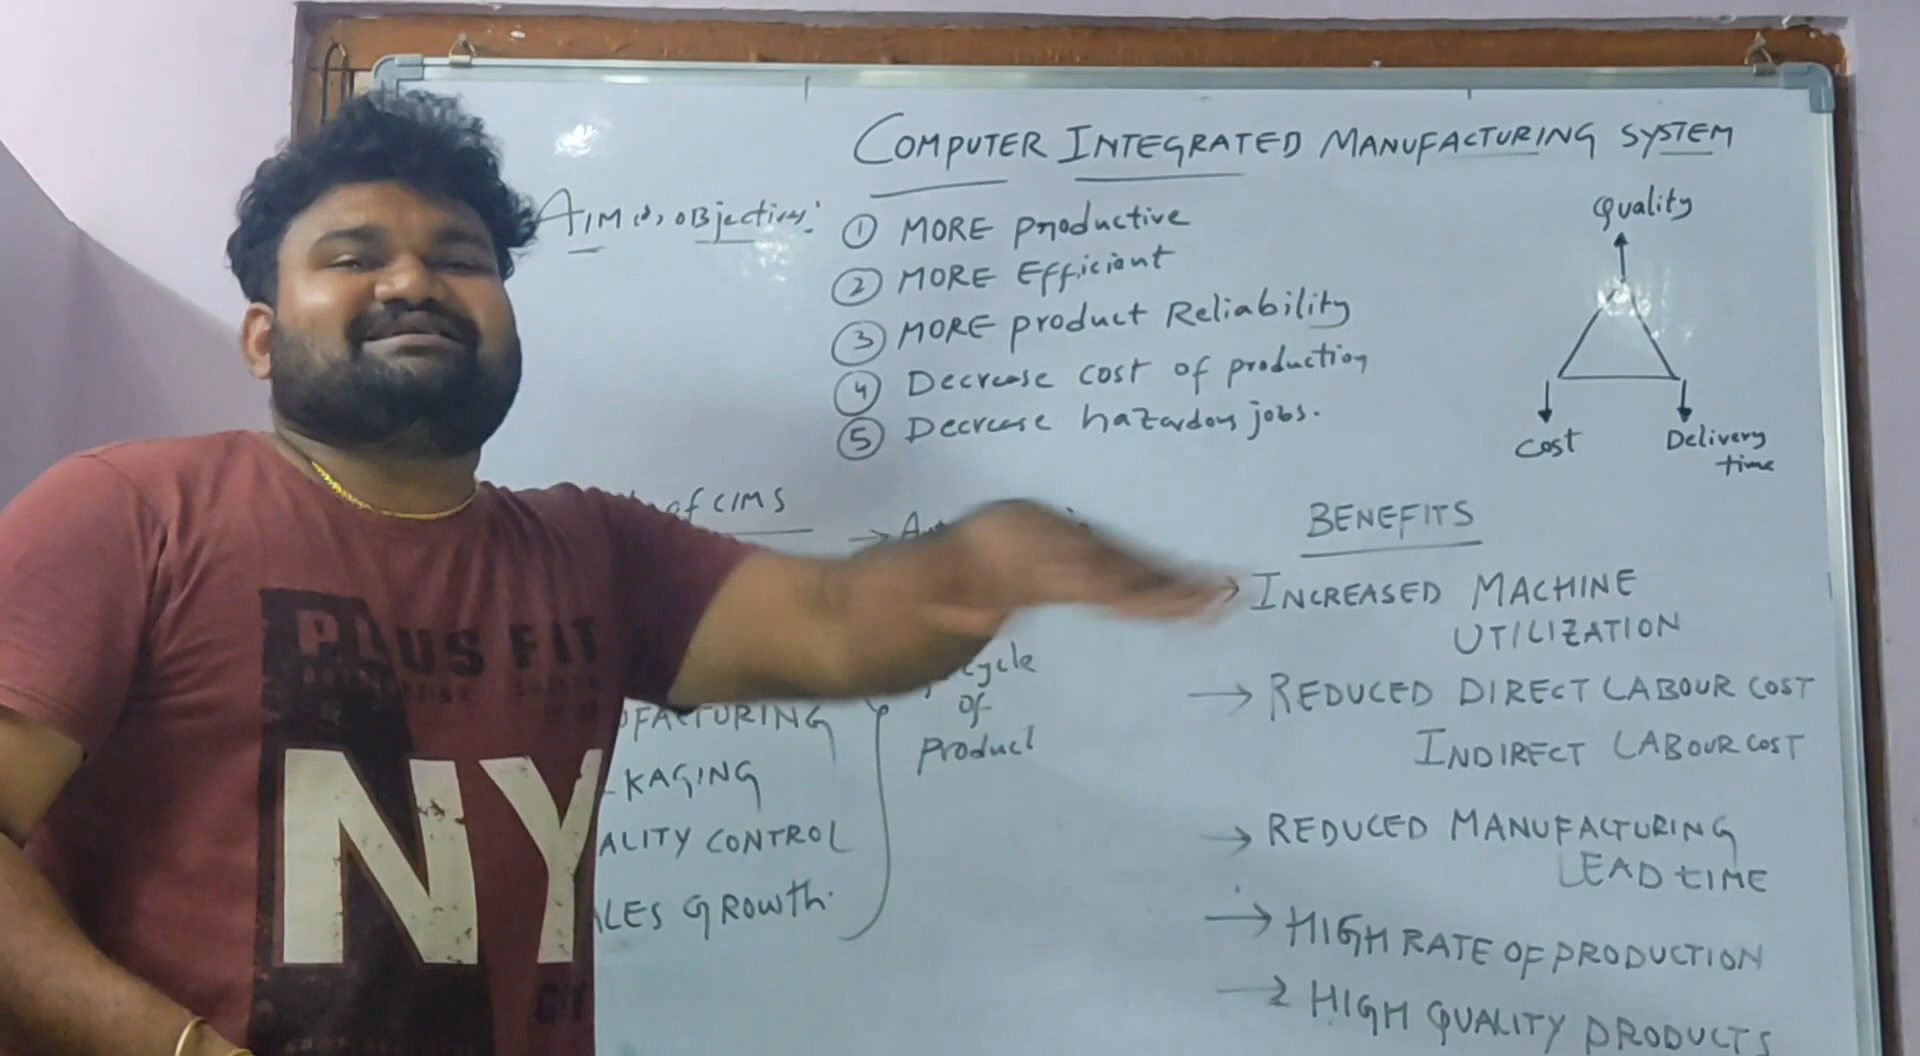 COMPUTER INTEGRATED MANUFACTURING SYSTEM
AIM objectives:
① MORE productive
② MORE Efficient
③ MORE product Reliability
④ Decrease cost of production
⑤ Decrease hazardous jobs.
Quality
Cost
Delivery
time
of CIMS
cycle
of
Product
KAGING
ALITY CONTROL
LES GROWTH.
BENEFITS
→ INCREASED MACHINE
UTILIZATION
→ REDUCED DIRECT LABOUR COST
INDIRECT LABOUR COST
→ REDUCED MANUFACTURING
LEAD TIME
→ HIGH RATE OF PRODUCTION
→ HIGH QUALITY PRODUCTS
PLUS FIT
NY